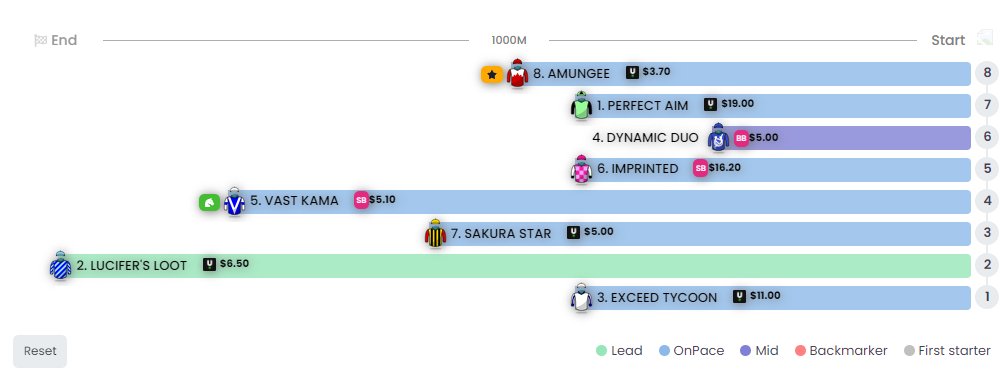 End 1000M Start
8. AMUNGEE $3.70 8
1. PERFECT AIM $19.00 7
4. DYNAMIC DUO BB $5.00 6
6. IMPRINTED SB $16.20 5
5. VAST KAMA SB $5.10 4
7. SAKURA STAR $5.00 3
2. LUCIFER'S LOOT $6.50 2
3. EXCEED TYCOON $11.00 1
Reset Lead OnPace Mid Backmarker First starter